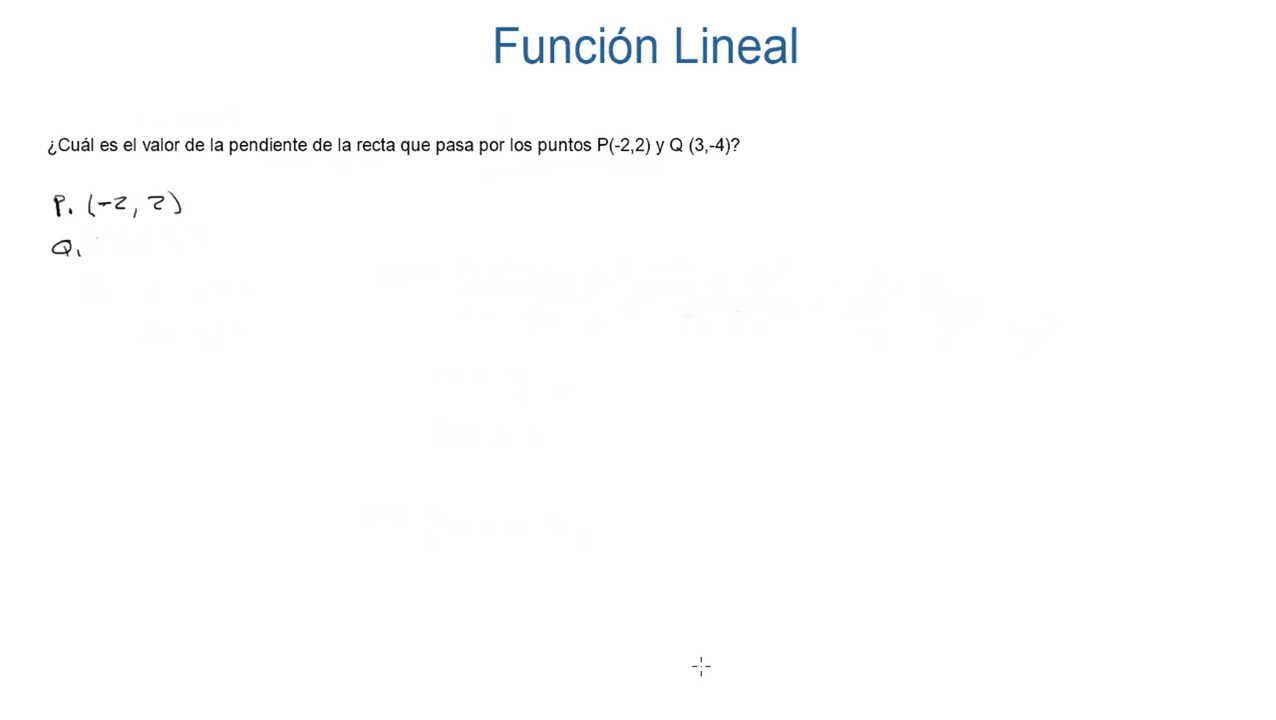 Función Lineal
¿Cuál es el valor de la pendiente de la recta que pasa por los puntos P(-2,2) y Q (3,-4)?
P. (-2, 2)
Q.